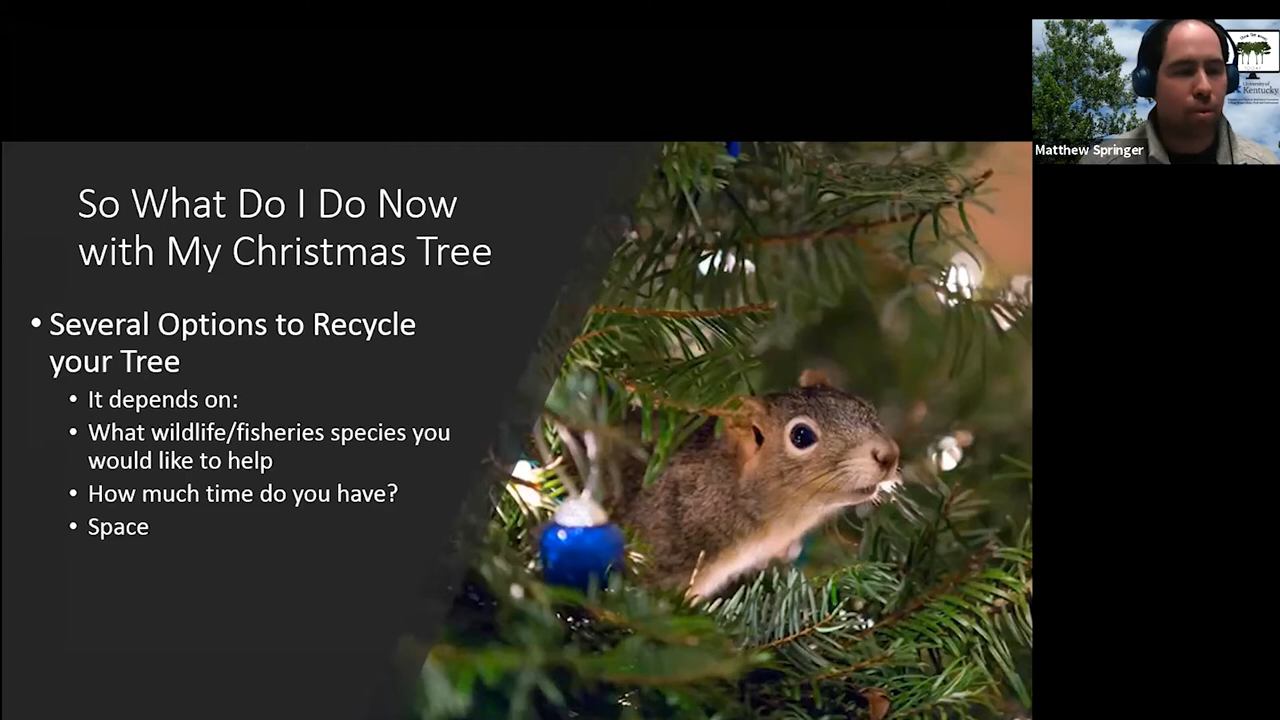 So What Do I Do Now
with My Christmas Tree
• Several Options to Recycle
your Tree
• It depends on:
• What wildlife/fisheries species you
would like to help
• How much time do you have?
• Space
Kentucky
Matthew Springer